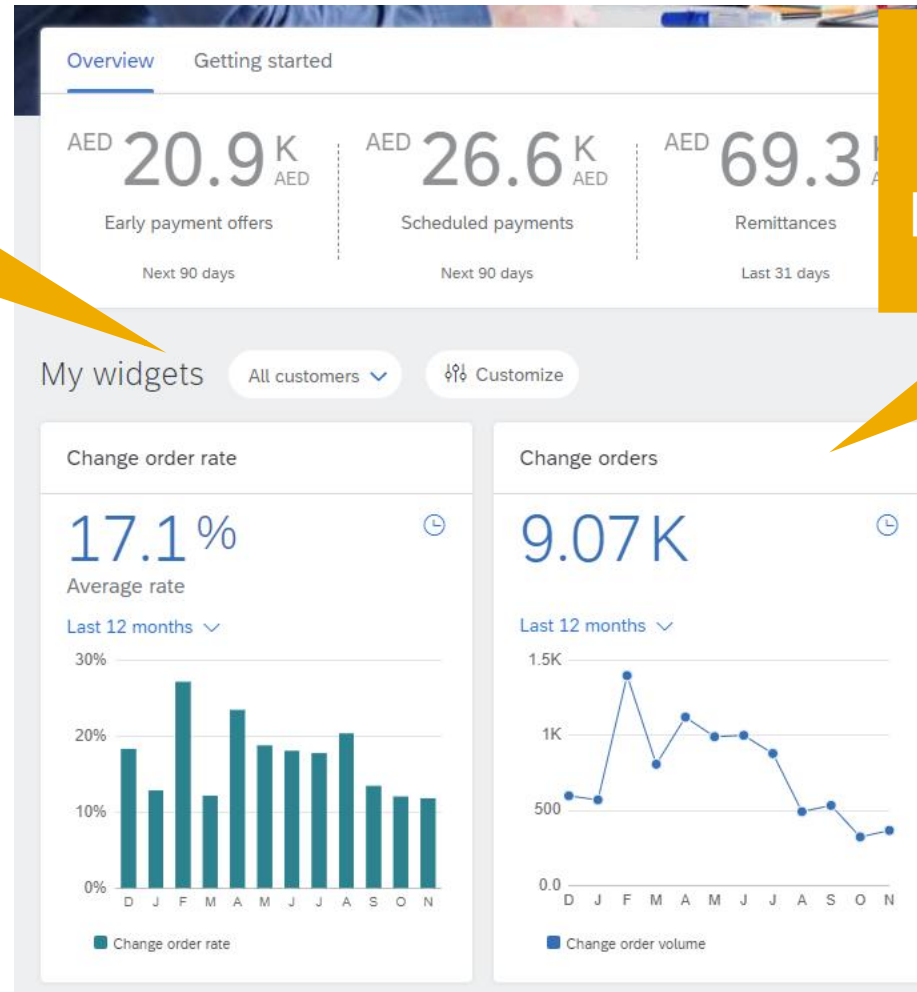 Overview Getting started
AED 20.9 K AED
AED 26.6 K AED
AED 69.3
Early payment offers
Scheduled payments
Remittances
Next 90 days
Next 90 days
Last 31 days
My widgets All customers Customize
Change order rate
17.1%
Average rate
Last 12 months
30%
20%
10%
0%
D J F M A M J J A S O N
Change order rate
Change orders
9.07K
Last 12 months
1.5K
1K
500
0.0
D J F M A M J J A S O N
Change order volume